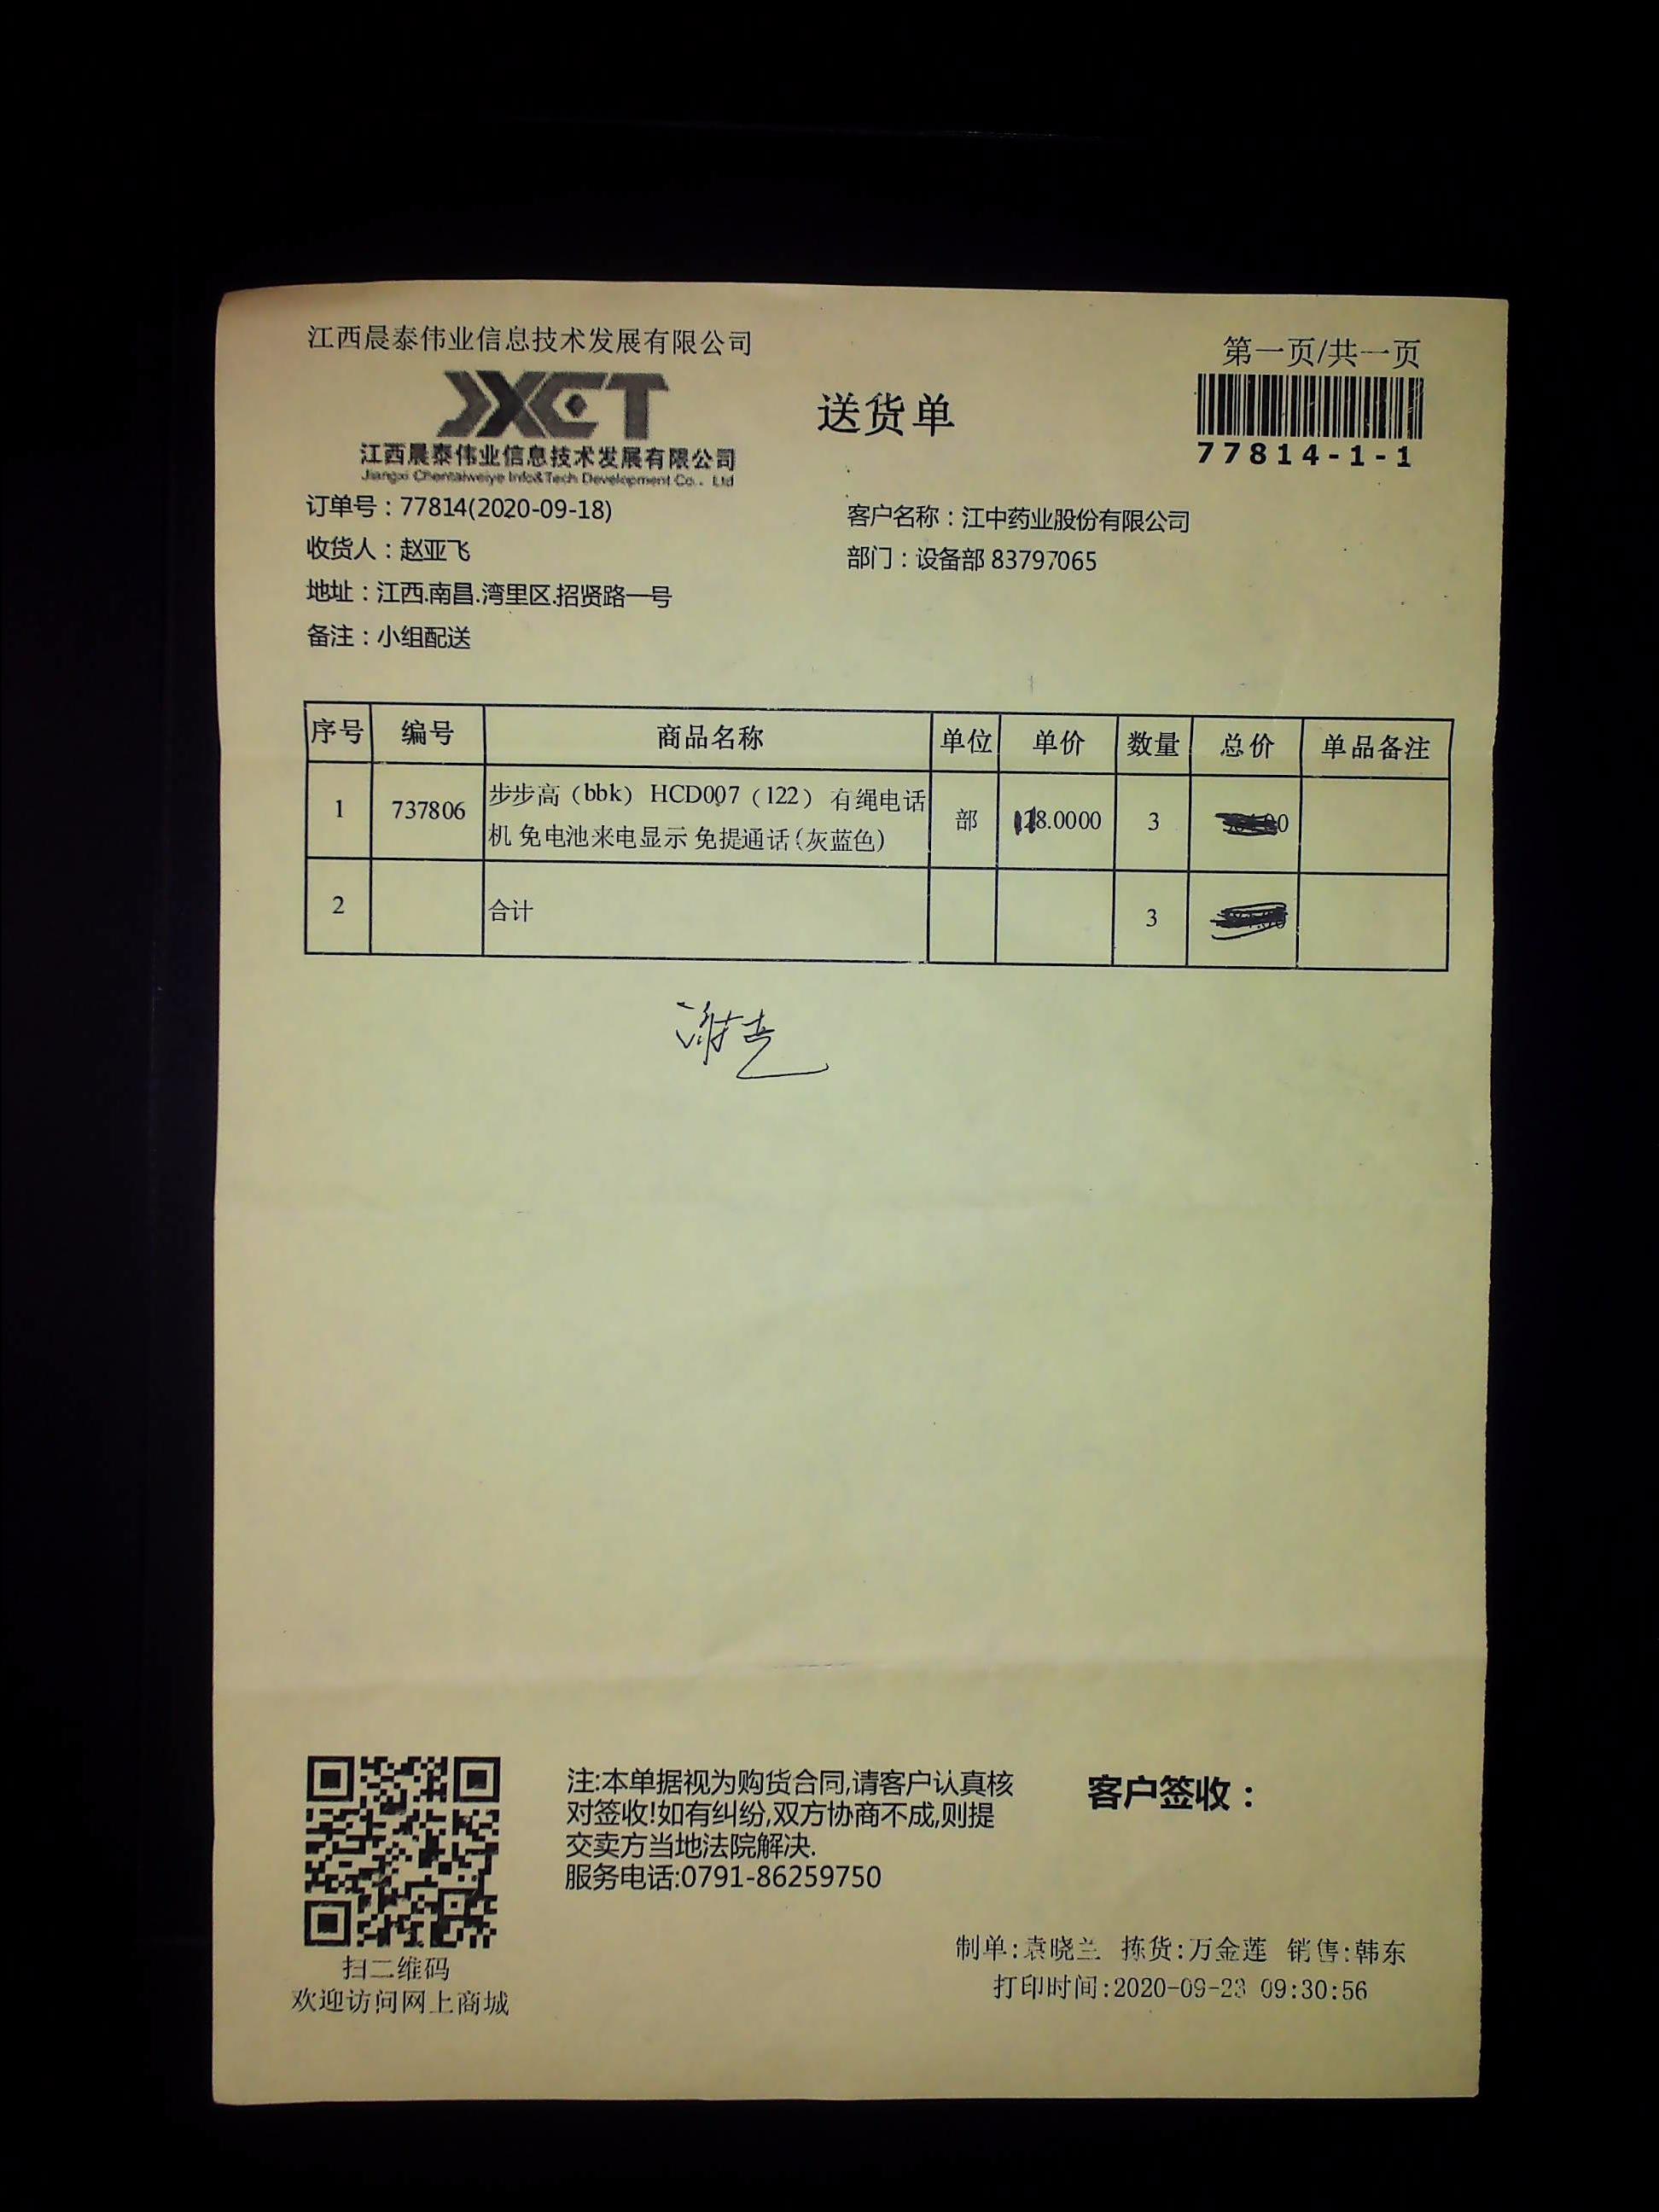 江西晨泰伟业信息技术发展有限公司
第一页/共一页
JXCT
送货单
77814-1-1
江西晨泰伟业信息技术发展有限公司
Jiangxi Chentaiweiye Info&Tech Development Co., Ltd
订单号：77814(2020-09-18)
客户名称：江中药业股份有限公司
收货人：赵亚飞
部门：设备部 83797065
地址：江西.南昌.湾里区.招贤路一号
备注：小组配送
序号 编号 商品名称 单位 单价 数量 总价 单品备注
1 737806 步步高（bbk） HCD007（122） 有绳电话
机 免电池来电显示 免提通话（灰蓝色） 部 8.0000 3
2 合计 3
注:本单据视为购货合同,请客户认真核
对签收!如有纠纷,双方协商不成,则提
交卖方当地法院解决.
服务电话:0791-86259750
客户签收：
扫二维码
欢迎访问网上商城
制单:袁晓兰 拣货:万金莲 销售:韩东
打印时间:2020-09-23 09:30:56